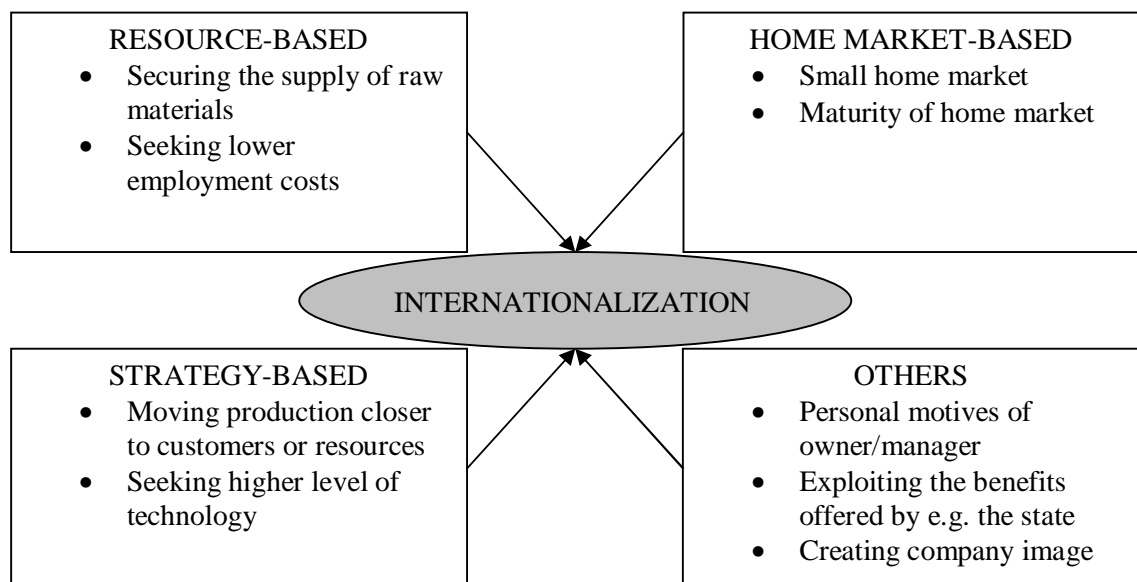 RESOURCE-BASED
• Securing the supply of raw
materials
• Seeking lower
employment costs
HOME MARKET-BASED
• Small home market
• Maturity of home market
INTERNATIONALIZATION
STRATEGY-BASED
• Moving production closer
to customers or resources
• Seeking higher level of
technology
OTHERS
• Personal motives of
owner/manager
• Exploiting the benefits
offered by e.g. the state
• Creating company image